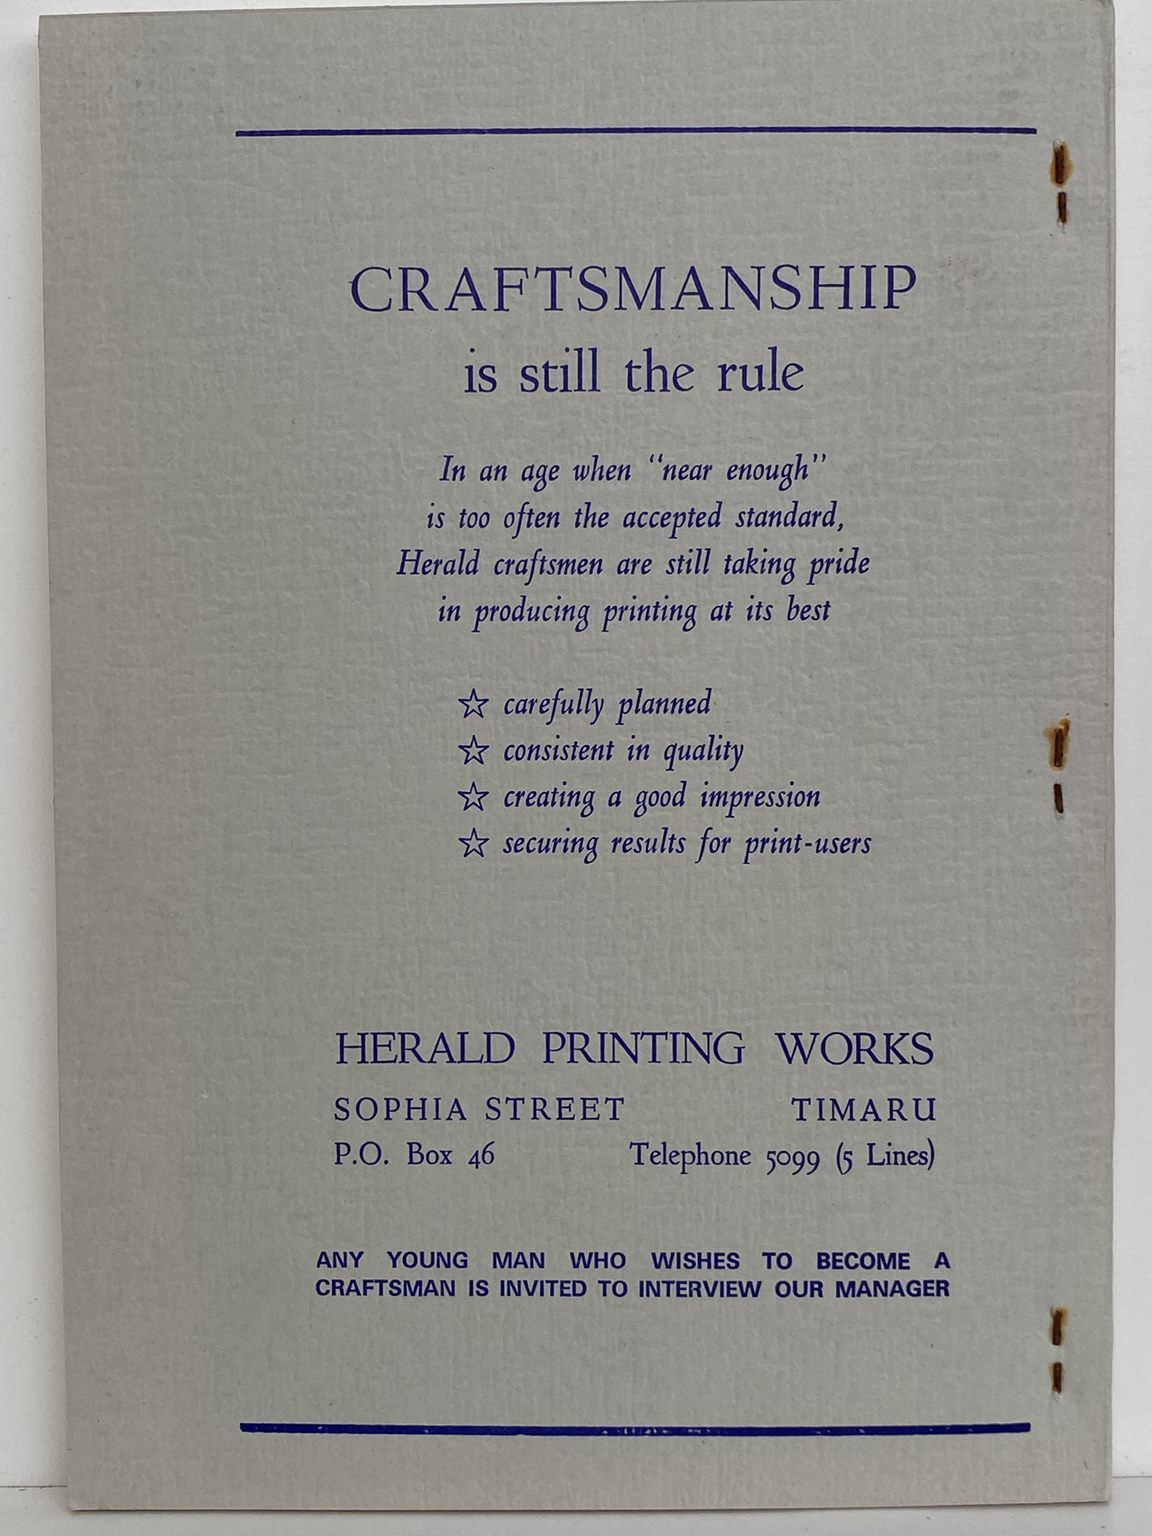 CRAFTSMANSHIP
is still the rule
In an age when "near enough"
is too often the accepted standard,
Herald craftsmen are still taking pride
in producing printing at its best
☆ carefully planned
☆ consistent in quality
☆ creating a good impression
☆ securing results for print-users
HERALD PRINTING WORKS
SOPHIA STREET TIMARU
P.O. Box 46 Telephone 5099 (5 Lines)
ANY YOUNG MAN WHO WISHES TO BECOME A
CRAFTSMAN IS INVITED TO INTERVIEW OUR MANAGER